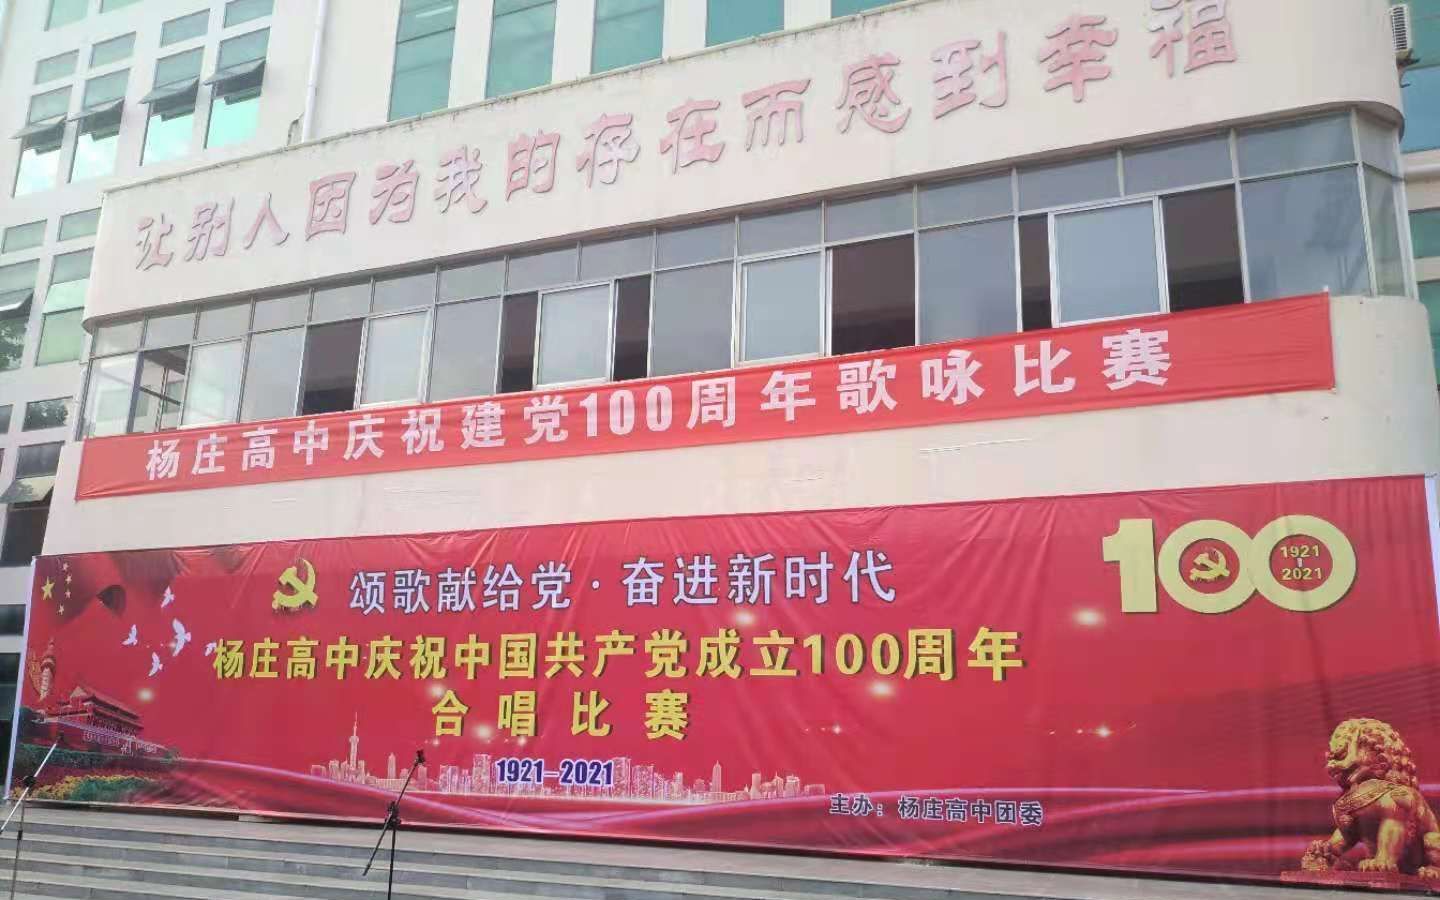 让别人因为我的存在而感到幸福
杨庄高中庆祝建党100周年歌咏比赛
100
1921
-
2021
颂歌献给党·奋进新时代
杨庄高中庆祝中国共产党成立100周年
合唱比赛
1921-2021
主办：杨庄高中团委